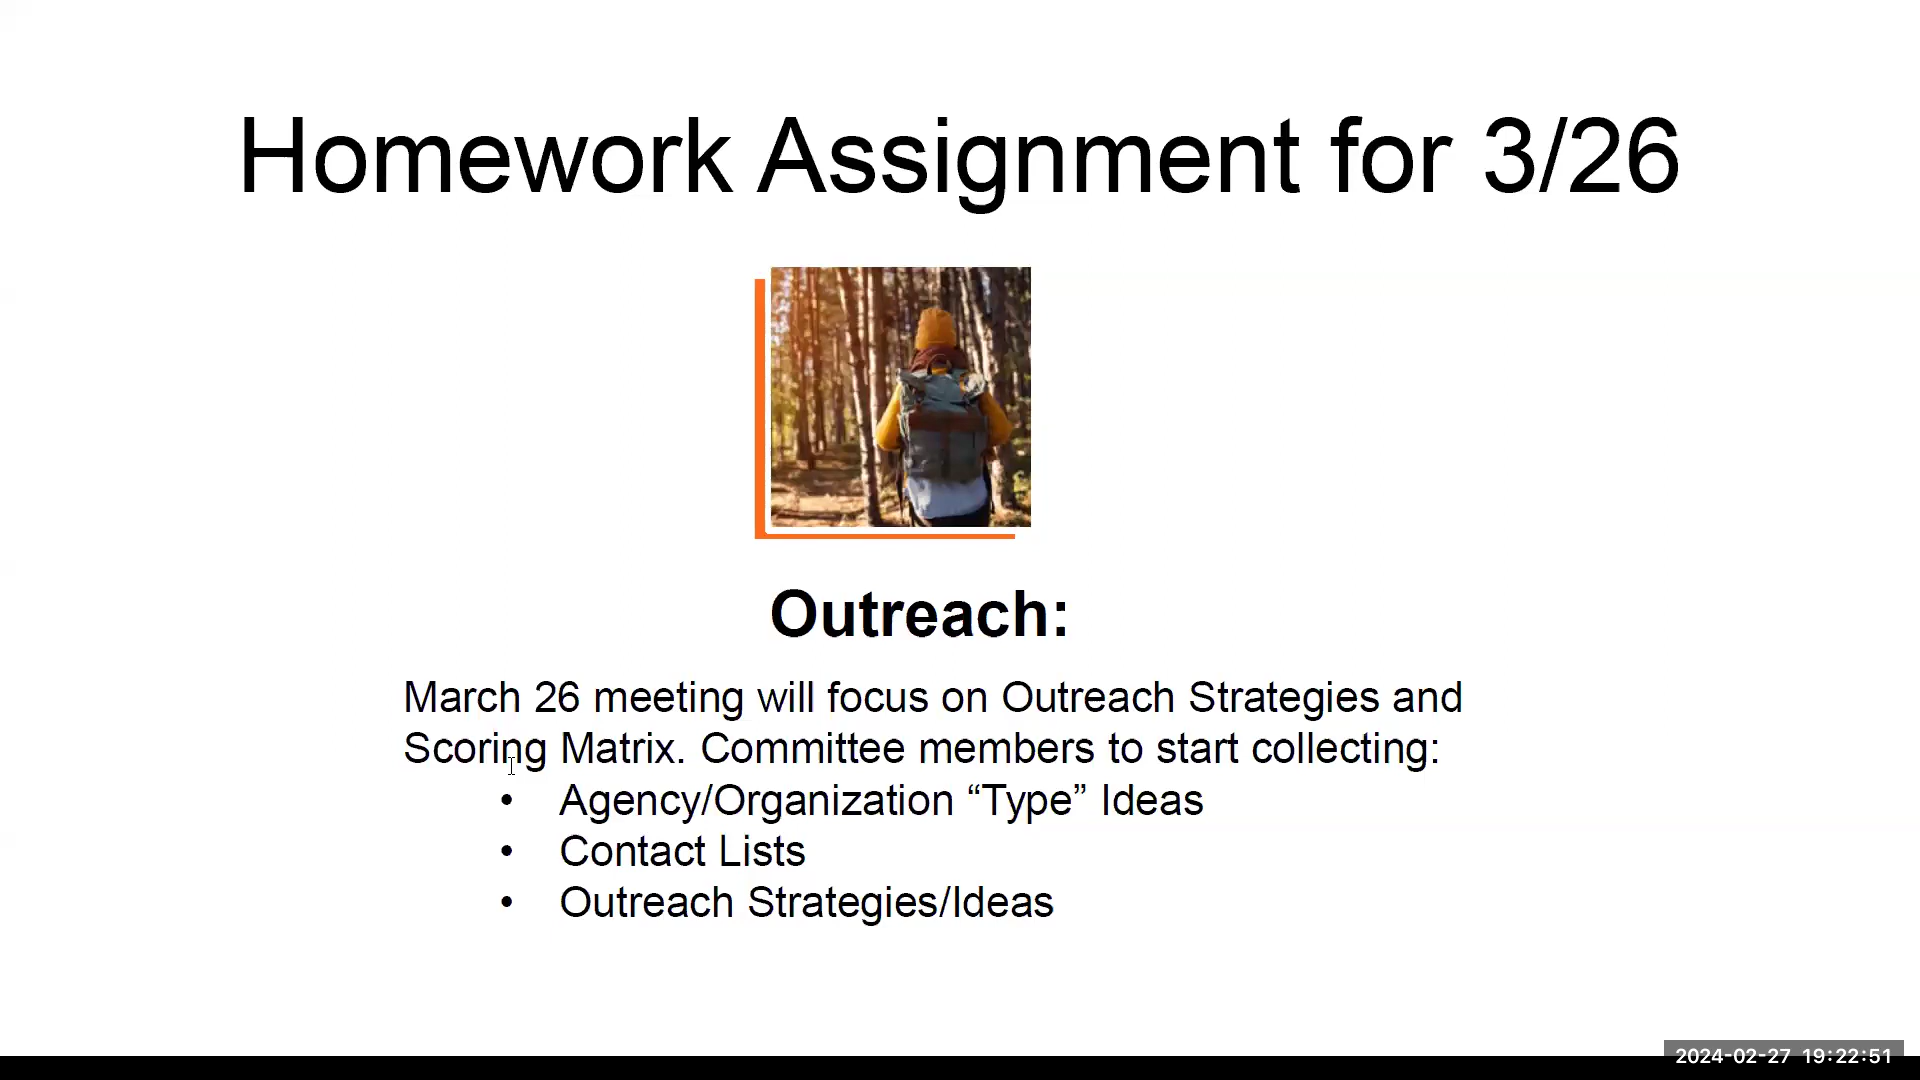 Homework Assignment for 3/26
Outreach:
March 26 meeting will focus on Outreach Strategies and
Scoring Matrix. Committee members to start collecting:
• Agency/Organization “Type” Ideas
• Contact Lists
• Outreach Strategies/Ideas
2024-02-27 19:22:51